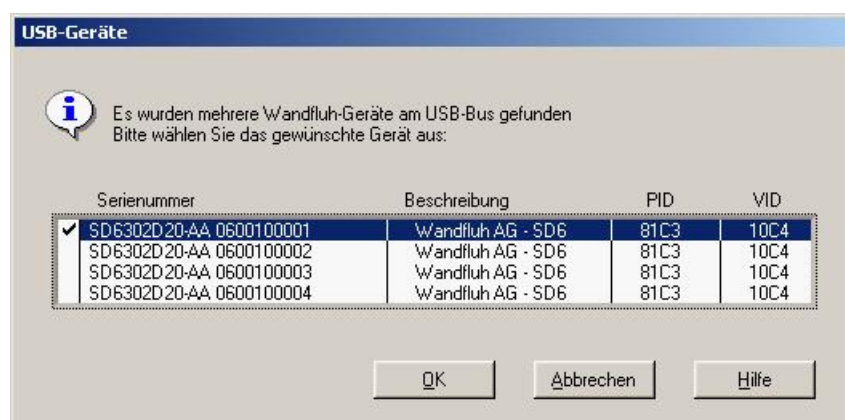 USB-Geräte
Es wurden mehrere Wandfluh-Geräte am USB-Bus gefunden
Bitte wählen Sie das gewünschte Gerät aus:
Serienummer Beschreibung PID VID
SD6302D20-AA 0600100001 Wandfluh AG - SD6 81C3 10C4
SD6302D20-AA 0600100002 Wandfluh AG - SD6 81C3 10C4
SD6302D20-AA 0600100003 Wandfluh AG - SD6 81C3 10C4
SD6302D20-AA 0600100004 Wandfluh AG - SD6 81C3 10C4
OK Abbrechen Hilfe